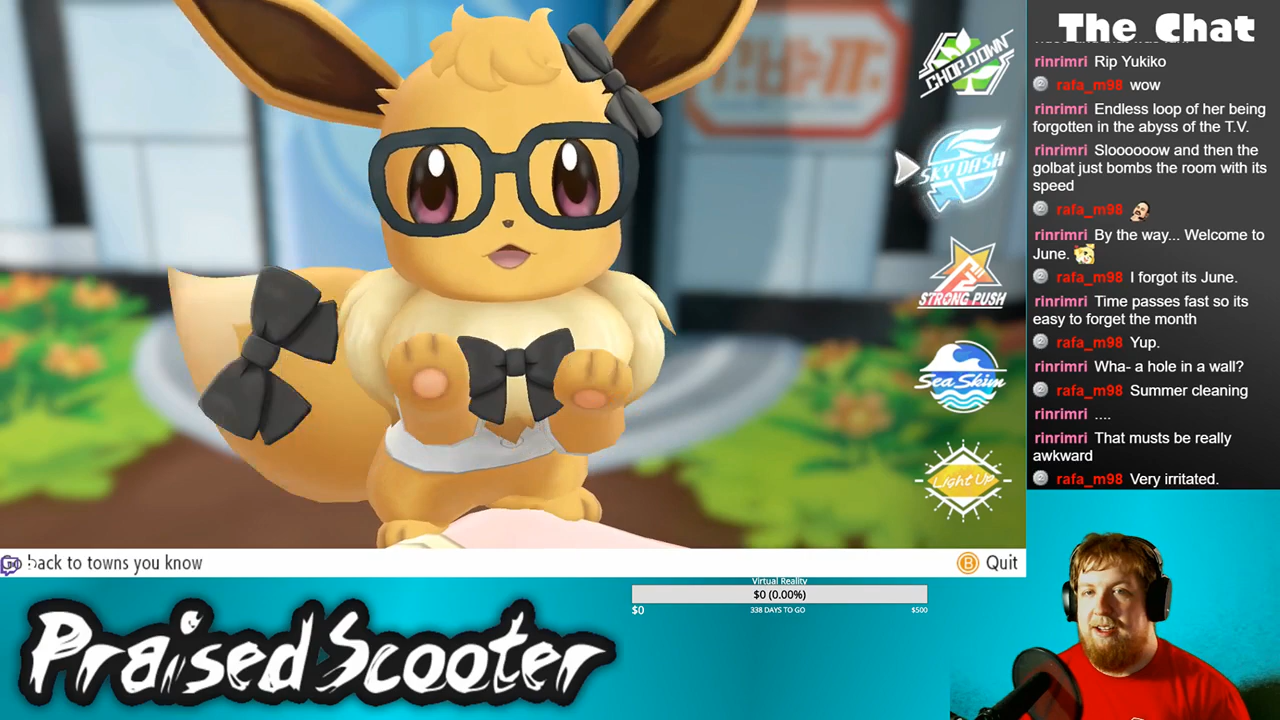 CHOP DOWN
SKY DASH
STRONG PUSH
Sea Skim
Light Up
back to towns you know
B Quit
The Chat
rinrimri Rip Yukiko
rafa_m98 wow
rinrimri Endless loop of her being
forgotten in the abyss of the T.V.
rinrimri Slooooow and then the
golbat just bombs the room with its
speed
rafa_m98
rinrimri By the way... Welcome to
June.
rafa_m98 I forgot its June.
rinrimri Time passes fast so its
easy to forget the month
rafa_m98 Yup.
rinrimri Wha- a hole in a wall?
rafa_m98 Summer cleaning
rinrimri ....
rinrimri That musts be really
awkward
rafa_m98 Very irritated.
Virtual Reality
$0 (0.00%)
$0 338 DAYS TO GO $500
PraisedScooter